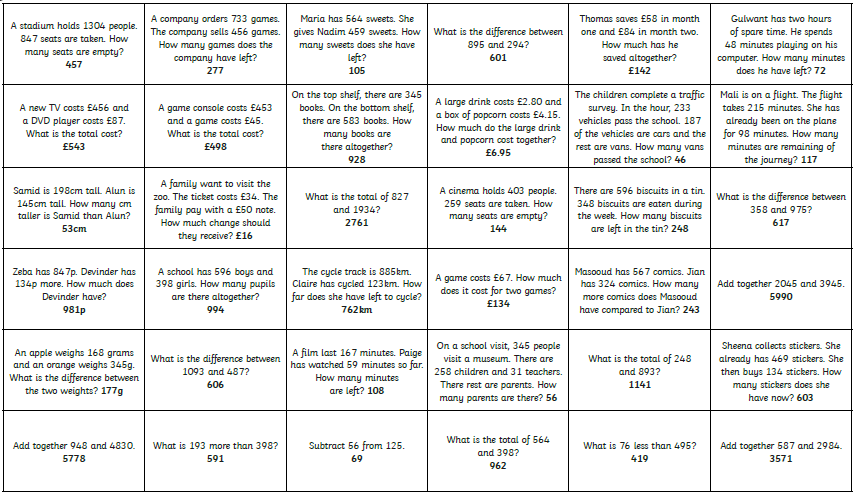 A stadium holds 1304 people.
847 seats are taken. How
many seats are empty?
457
A company orders 733 games.
The company sells 456 games.
How many games does the
company have left?
277
Maria has 564 sweets. She
gives Nadim 459 sweets. How
many sweets does she have
left?
105
What is the difference between
895 and 294?
601
Thomas saves £58 in month
one and £84 in month two.
How much has he
saved altogether?
£142
Gulwant has two hours
of spare time. He spends
48 minutes playing on his
computer. How many minutes
does he have left? 72
A new TV costs £456 and
a DVD player costs £87.
What is the total cost?
£543
A game console costs £453
and a game costs £45.
What is the total cost?
£498
On the top shelf, there are 345
books. On the bottom shelf,
there are 583 books. How
many books are
there altogether?
928
A large drink costs £2.80 and
a box of popcorn costs £4.15.
How much do the large drink
and popcorn cost together?
£6.95
The children complete a traffic
survey. In the hour, 233
vehicles pass the school. 187
of the vehicles are cars and the
rest are vans. How many vans
passed the school? 46
Mali is on a flight. The flight
takes 215 minutes. She has
already been on the plane
for 98 minutes. How many
minutes are remaining of
the journey? 117
Samid is 198cm tall. Alun is
145cm tall. How many cm
taller is Samid than Alun?
53cm
A family want to visit the
zoo. The ticket costs £34. The
family pay with a £50 note.
How much change should
they receive? £16
What is the total of 827
and 1934?
2761
A cinema holds 403 people.
259 seats are taken. How
many seats are empty?
144
There are 596 biscuits in a tin.
348 biscuits are eaten during
the week. How many biscuits
are left in the tin? 248
What is the difference between
358 and 975?
617
Zeba has 847p. Devinder has
134p more. How much does
Devinder have?
981p
A school has 596 boys and
398 girls. How many pupils
are there altogether?
994
The cycle track is 885km.
Claire has cycled 123km. How
far does she have left to cycle?
762km
A game costs £67. How much
does it cost for two games?
£134
Masooud has 567 comics. Jian
has 324 comics. How many
more comics does Masooud
have compared to Jian? 243
Add together 2045 and 3945.
5990
An apple weighs 168 grams
and an orange weighs 345g.
What is the difference between
the two weights? 177g
What is the difference between
1093 and 487?
606
A film last 167 minutes. Paige
has watched 59 minutes so far.
How many minutes
are left? 108
On a school visit, 345 people
visit a museum. There are
258 children and 31 teachers.
There rest are parents. How
many parents are there? 56
What is the total of 248
and 893?
1141
Sheena collects stickers. She
already has 469 stickers. She
then buys 134 stickers. How
many stickers does she
have now? 603
Add together 948 and 4830.
5778
What is 193 more than 398?
591
Subtract 56 from 125.
69
What is the total of 564
and 398?
962
What is 76 less than 495?
419
Add together 587 and 2984.
3571